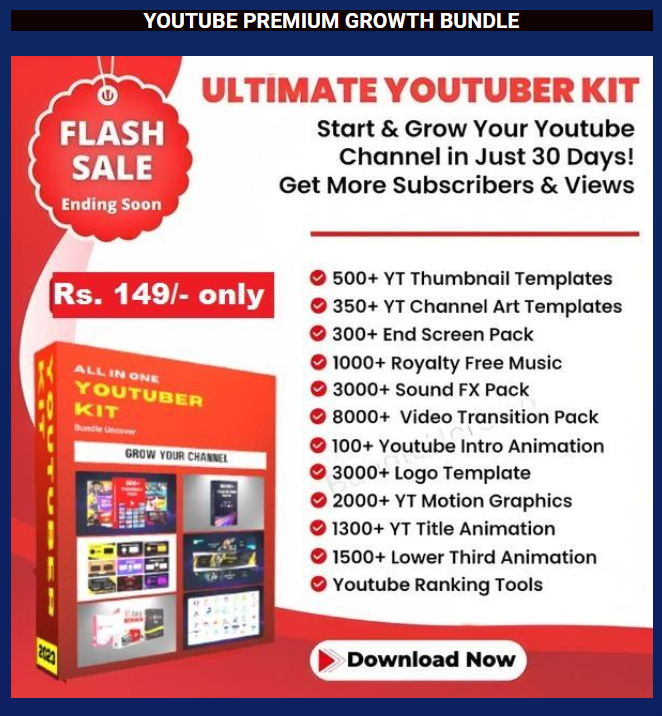 YOUTUBE PREMIUM GROWTH BUNDLE
ULTIMATE YOUTUBER KIT
Start & Grow Your Youtube
Channel in Just 30 Days!
Get More Subscribers & Views
FLASH
SALE
Ending Soon
Rs. 149/- only
500+ YT Thumbnail Templates
350+ YT Channel Art Templates
300+ End Screen Pack
1000+ Royalty Free Music
3000+ Sound FX Pack
8000+ Video Transition Pack
100+ Youtube Intro Animation
3000+ Logo Template
2000+ YT Motion Graphics
1300+ YT Title Animation
1500+ Lower Third Animation
Youtube Ranking Tools
ALL IN ONE
YOUTUBER
KIT
Bundle Uncover
GROW YOUR CHANNEL
YOUTUBER
KIT
2023
Download Now